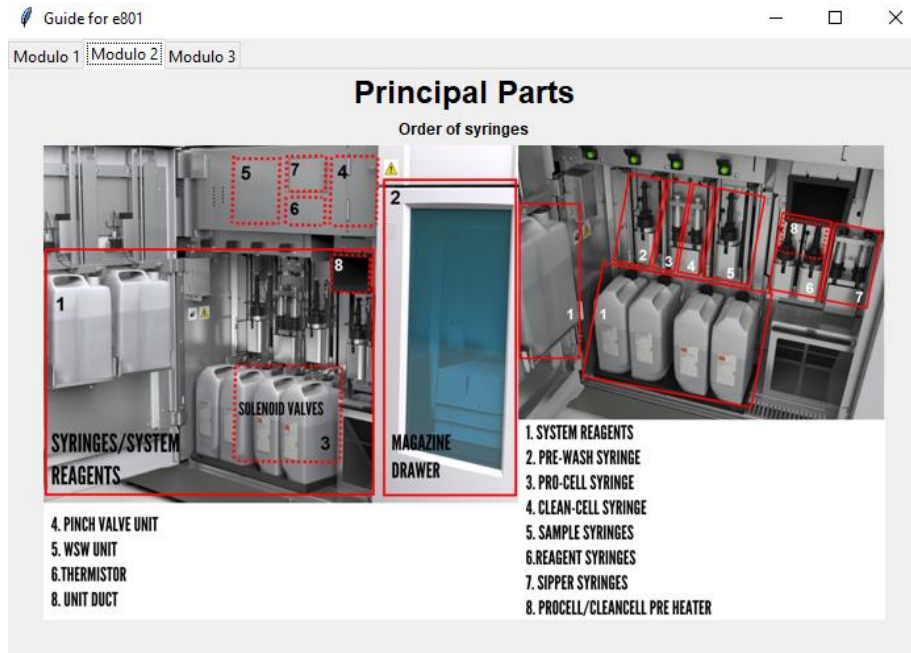 Guide for e801
Modulo 1 Modulo 2 Modulo 3
Principal Parts
Order of syringes
5
7
4
6
8
1
SOLENOID VALVES
3
SYRINGES/SYSTEM
REAGENTS
2
MAGAZINE
DRAWER
4. PINCH VALVE UNIT
5. WSW UNIT
6.THERMISTOR
8. UNIT DUCT
2
3
4
5
8
6
7
1
1
1. SYSTEM REAGENTS
2. PRE-WASH SYRINGE
3. PRO-CELL SYRINGE
4. CLEAN-CELL SYRINGE
5. SAMPLE SYRINGES
6.REAGENT SYRINGES
7. SIPPER SYRINGES
8. PROCELL/CLEANCELL PRE HEATER